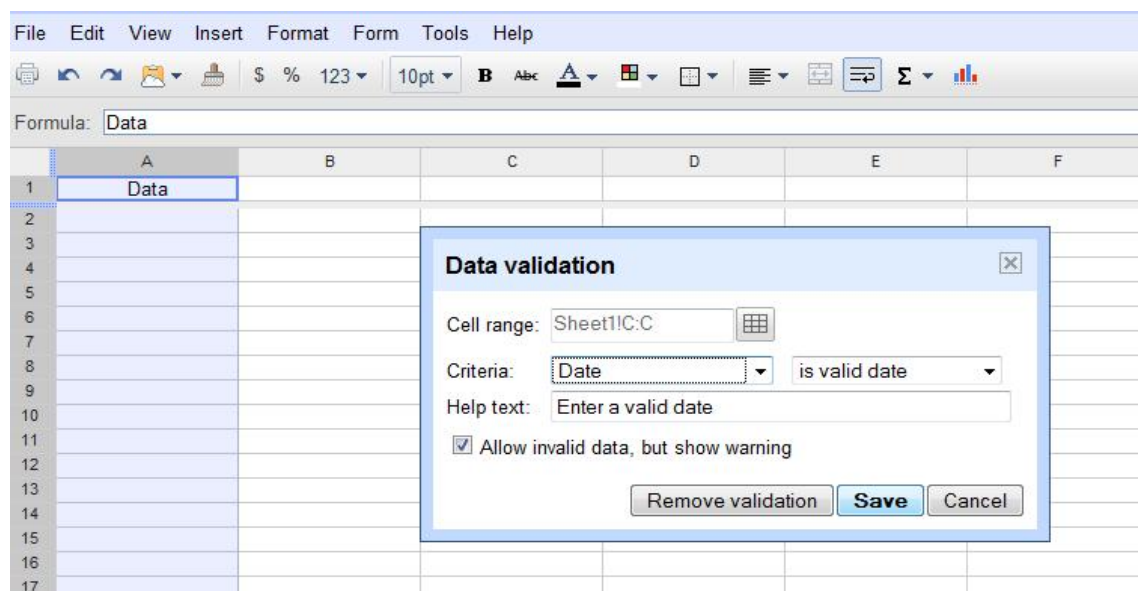 File Edit View Insert Format Form Tools Help
$ % 123 10pt B Abc A Σ
Formula: Data
A B C D E F
1 Data
2
3
4
5
6
7
8
9
10
11
12
13
14
15
16
17
Data validation
Cell range: Sheet1!C:C
Criteria: Date is valid date
Help text: Enter a valid date
Allow invalid data, but show warning
Remove validation Save Cancel